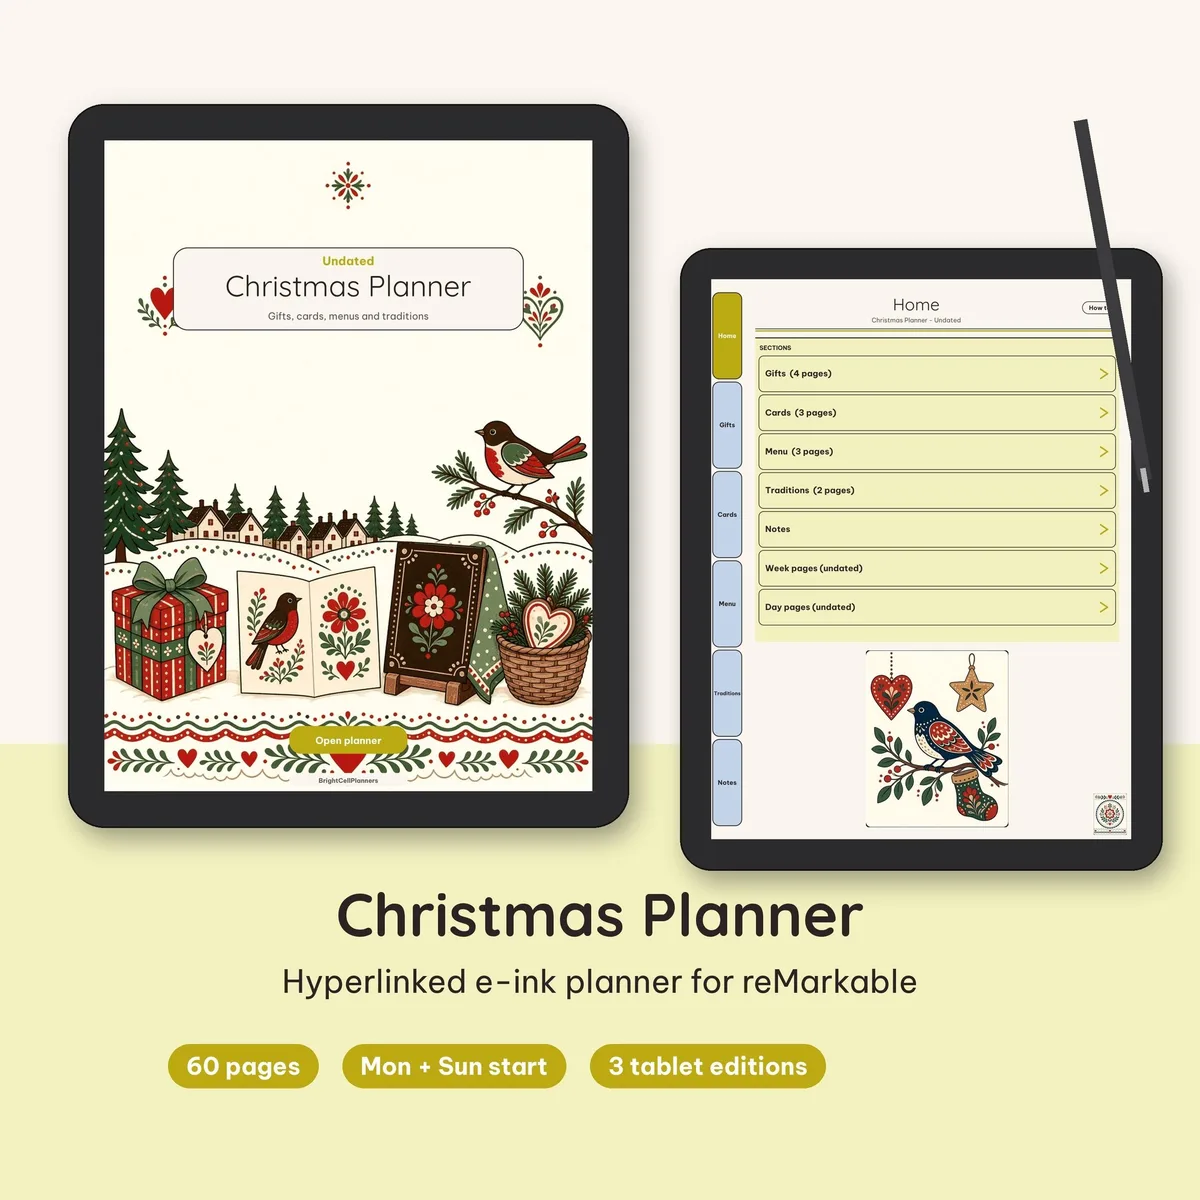 Undated
Christmas Planner
Gifts, cards, menus and traditions
Open planner
BrightCellPlanners
Home
Christmas Planner - Undated
How t
Home
Gifts
Cards
Menu
Traditions
Notes
SECTIONS
Gifts (4 pages)
Cards (3 pages)
Menu (3 pages)
Traditions (2 pages)
Notes
Week pages (undated)
Day pages (undated)
Christmas Planner
Hyperlinked e-ink planner for reMarkable
60 pages
Mon + Sun start
3 tablet editions